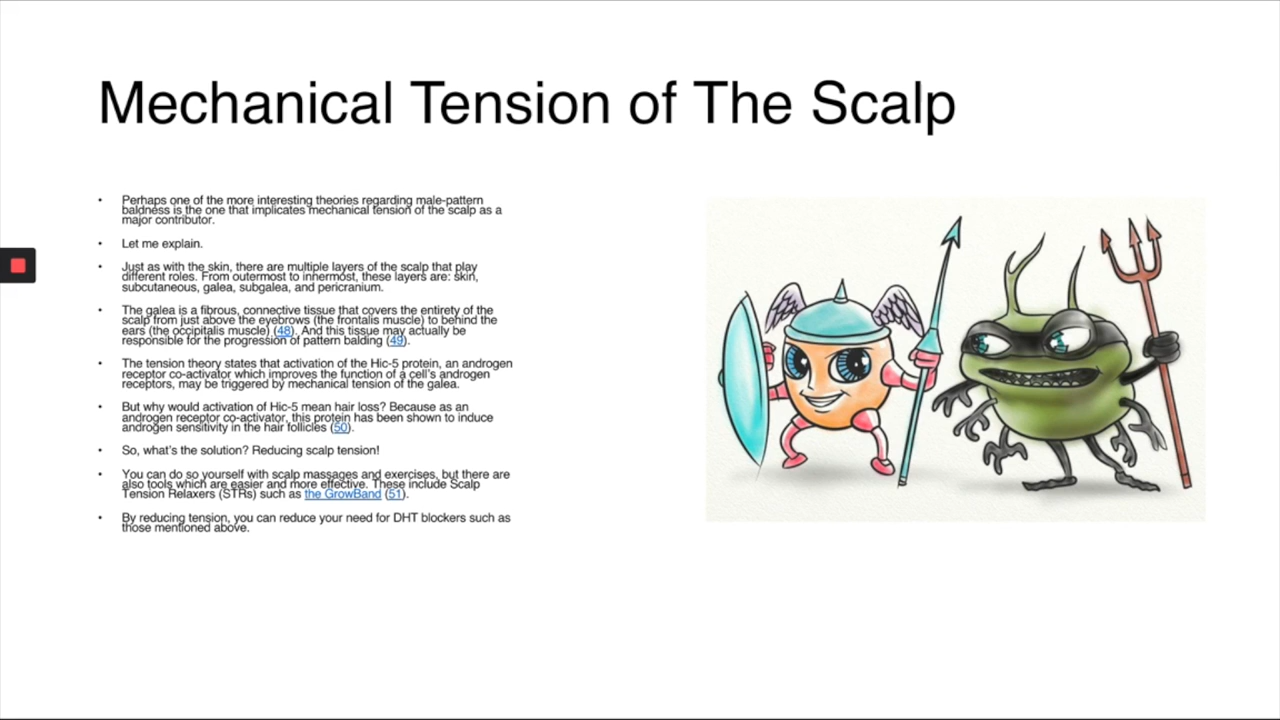 Mechanical Tension of The Scalp
• Perhaps one of the more interesting theories regarding male-pattern
baldness is the one that implicates mechanical tension of the scalp as a
major contributor.
• Let me explain.
• Just as with the skin, there are multiple layers of the scalp that play
different roles. From outermost to innermost, these layers are: skin,
subcutaneous, galea, subgalea, and pericranium.
• The galea is a fibrous, connective tissue that covers the entirety of the
scalp from just above the eyebrows (the frontalis muscle) to behind the
ears (the occipitalis muscle) (48). And this tissue may actually be
responsible for the progression of pattern balding (49).
• The tension theory states that activation of the Hic-5 protein, an androgen
receptor co-activator which improves the function of a cell's androgen
receptors, may be triggered by mechanical tension of the galea.
• But why would activation of Hic-5 mean hair loss? Because as an
androgen receptor co-activator, this protein has been shown to induce
androgen sensitivity in the hair follicles (50).
• So, what's the solution? Reducing scalp tension!
• You can do so yourself with scalp massages and exercises, but there are
also tools which are easier and more effective. These include Scalp
Tension Relaxers (STRs) such as the GrowBand (51).
• By reducing tension, you can reduce your need for DHT blockers such as
those mentioned above.